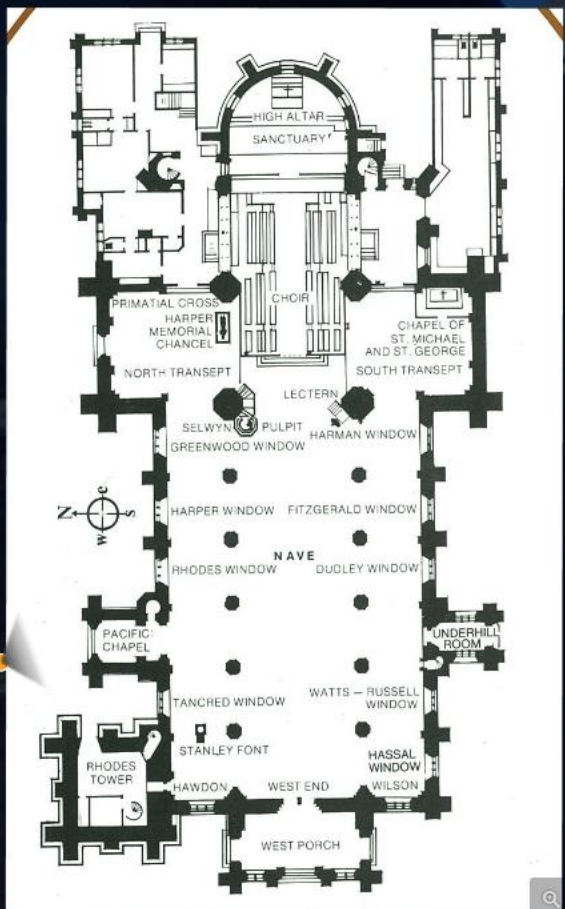 HIGH ALTAR
SANCTUARY
CHOIR
PRIMATIAL CROSS
HARPER
MEMORIAL
CHANCEL
NORTH TRANSEPT
CHAPEL OF
ST. MICHAEL
AND ST. GEORGE
SOUTH TRANSEPT
LECTERN
SELWYN PULPIT
GREENWOOD WINDOW
HARMAN WINDOW
N
e
s
w
HARPER WINDOW
FITZGERALD WINDOW
NAVE
RHODES WINDOW
DUDLEY WINDOW
PACIFIC
CHAPEL
UNDERHILL
ROOM
TANCRED WINDOW
WATTS – RUSSELL
WINDOW
STANLEY FONT
RHODES
TOWER
HASSAL
WINDOW
HAWDON
WEST END
WILSON
WEST PORCH